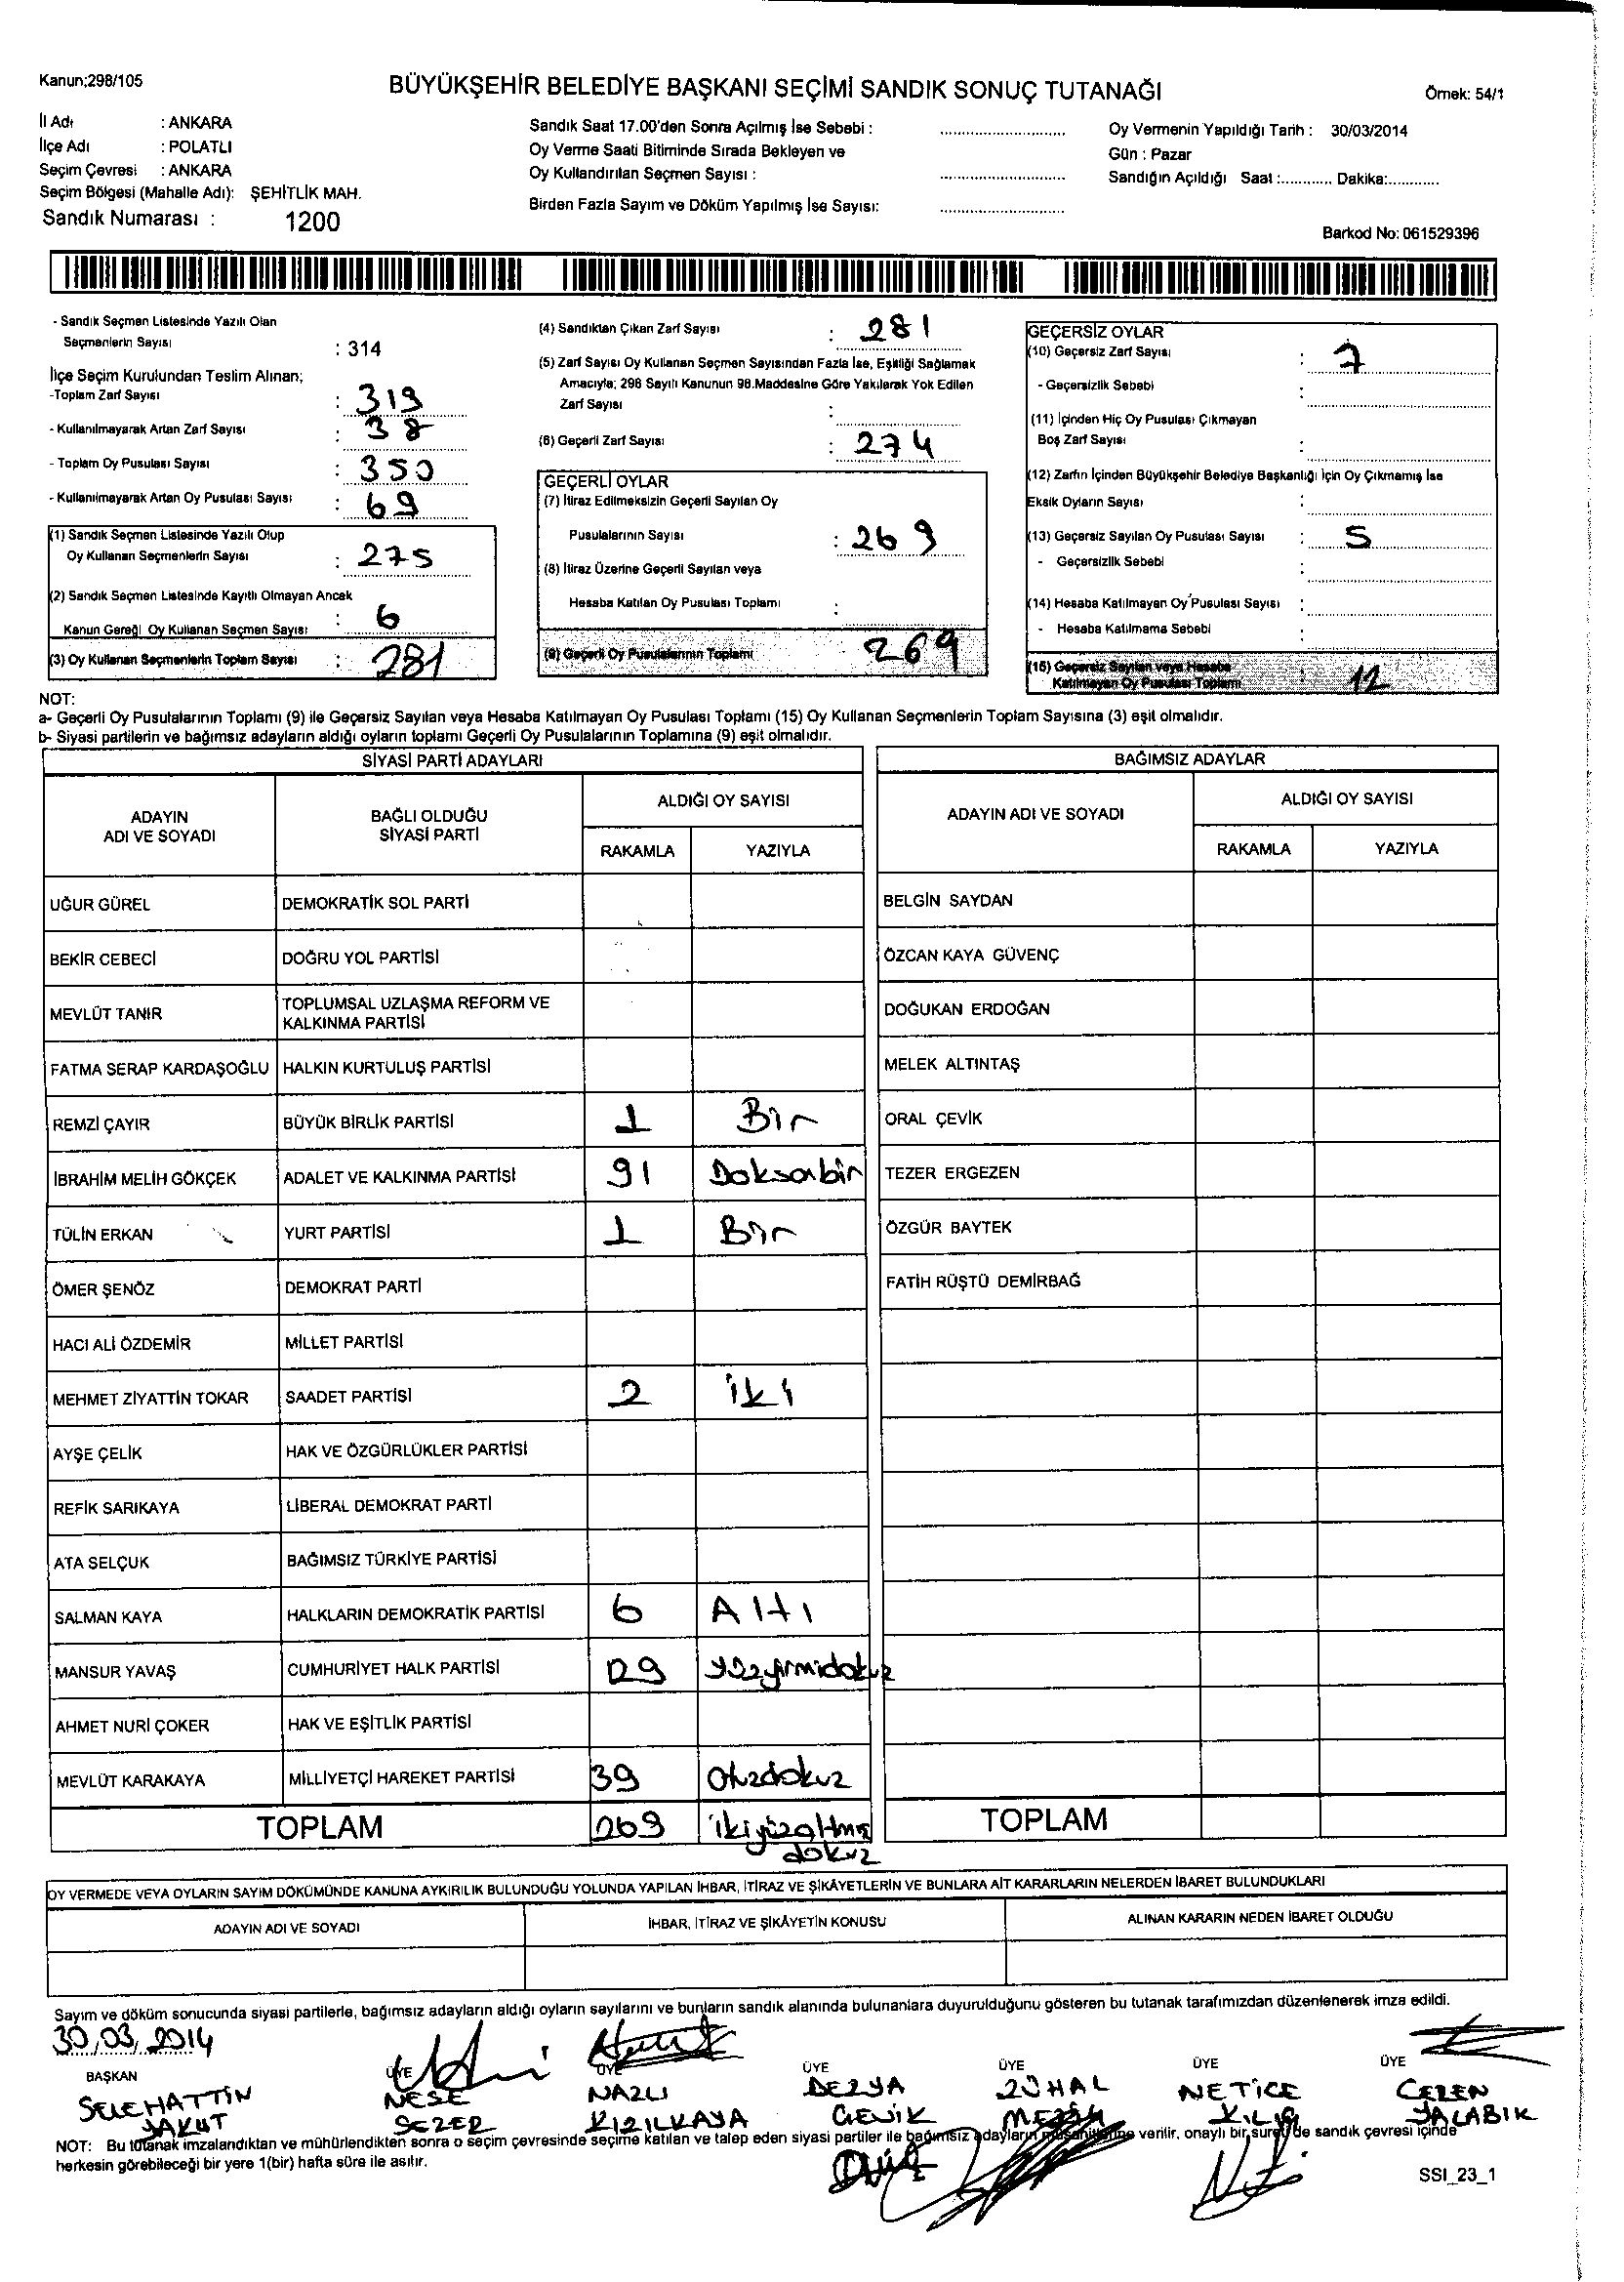 Kanun;298/105
BÜYÜKŞEHİR BELEDİYE BAŞKANI SEÇİMİ SANDIK SONUÇ TUTANAĞI
Örnek: 54/1
İl Adı : ANKARA
İlçe Adı : POLATLI
Seçim Çevresi : ANKARA
Seçim Bölgesi (Mahalle Adı): ŞEHİTLİK MAH.
Sandık Numarası : 1200
Sandık Saat 17.00'den Sonra Açılmış İse Sebebi : ..............................
Oy Verme Saati Bitiminde Sırada Bekleyen ve
Oy Kullandırılan Seçmen Sayısı : ..............................
Birden Fazla Sayım ve Döküm Yapılmış İse Sayısı: ..............................
Oy Vermenin Yapıldığı Tarih : 30/03/2014
Gün : Pazar
Sandığın Açıldığı Saat :........... Dakika:...........
Barkod No: 061529396
- Sandık Seçmen Listesinde Yazılı Olan
Seçmenlerin Sayısı : 314
İlçe Seçim Kurulundan Teslim Alınan;
-Toplam Zarf Sayısı : 319
- Kullanılmayarak Artan Zarf Sayısı : 38
- Toplam Oy Pusulası Sayısı : 350
- Kullanılmayarak Artan Oy Pusulası Sayısı : 69
(1) Sandık Seçmen Listesinde Yazılı Olup
Oy Kullanan Seçmenlerin Sayısı : 275
(2) Sandık Seçmen Listesinde Kayıtlı Olmayan Ancak
Kanun Gereği Oy Kullanan Seçmen Sayısı : 6
(3) Oy Kullanan Seçmenlerin Toplam Sayısı : 281
(4) Sandıktan Çıkan Zarf Sayısı : 281
(5) Zarf Sayısı Oy Kullanan Seçmen Sayısından Fazla İse, Eşitliği Sağlamak
Amacıyla; 298 Sayılı Kanunun 98.Maddesine Göre Yakılarak Yok Edilen
Zarf Sayısı :
(6) Geçerli Zarf Sayısı : 274
GEÇERLİ OYLAR
(7) İtiraz Edilmeksizin Geçerli Sayılan Oy
Pusulalarının Sayısı : 269
(8) İtiraz Üzerine Geçerli Sayılan veya
Hesaba Katılan Oy Pusulası Toplamı :
(9) Geçerli Oy Pusulalarının Toplamı 269
GEÇERSİZ OYLAR
(10) Geçersiz Zarf Sayısı : 7
- Geçersizlik Sebebi :
(11) İçinden Hiç Oy Pusulası Çıkmayan
Boş Zarf Sayısı :
(12) Zarfın İçinden Büyükşehir Belediye Başkanlığı İçin Oy Çıkmamış İse
Eksik Oyların Sayısı :
(13) Geçersiz Sayılan Oy Pusulası Sayısı : 5
- Geçersizlik Sebebi :
(14) Hesaba Katılmayan Oy Pusulası Sayısı :
- Hesaba Katılmama Sebebi :
(15) Geçersiz Sayılan veya Hesaba
Katılmayan Oy Pusulası Toplamı : 12
NOT:
a- Geçerli Oy Pusulalarının Toplamı (9) ile Geçersiz Sayılan veya Hesaba Katılmayan Oy Pusulası Toplamı (15) Oy Kullanan Seçmenlerin Toplam Sayısına (3) eşit olmalıdır.
b- Siyasi partilerin ve bağımsız adayların aldığı oyların toplamı Geçerli Oy Pusulalarının Toplamına (9) eşit olmalıdır.
SİYASİ PARTİ ADAYLARI
ADAYIN ADI VE SOYADI BAĞLI OLDUĞU SİYASİ PARTİ ALDIĞI OY SAYISI
RAKAMLA YAZIYLA
UĞUR GÜREL DEMOKRATİK SOL PARTİ
BEKİR CEBECİ DOĞRU YOL PARTİSİ
MEVLÜT TANIR TOPLUMSAL UZLAŞMA REFORM VE KALKINMA PARTİSİ
FATMA SERAP KARDAŞOĞLU HALKIN KURTULUŞ PARTİSİ
REMZİ ÇAYIR BÜYÜK BİRLİK PARTİSİ 1 Bir
İBRAHİM MELİH GÖKÇEK ADALET VE KALKINMA PARTİSİ 91 Doksanbir
TÜLİN ERKAN YURT PARTİSİ 1 Bir
ÖMER ŞENÖZ DEMOKRAT PARTİ
HACI ALİ ÖZDEMİR MİLLET PARTİSİ
MEHMET ZİYATTİN TOKAR SAADET PARTİSİ 2 iki
AYŞE ÇELİK HAK VE ÖZGÜRLÜKLER PARTİSİ
REFİK SARIKAYA LİBERAL DEMOKRAT PARTİ
ATA SELÇUK BAĞIMSIZ TÜRKİYE PARTİSİ
SALMAN KAYA HALKLARIN DEMOKRATİK PARTİSİ 6 Altı
MANSUR YAVAŞ CUMHURİYET HALK PARTİSİ 129 yüzyirmidokuz
AHMET NURİ ÇOKER HAK VE EŞİTLİK PARTİSİ
MEVLÜT KARAKAYA MİLLİYETÇİ HAREKET PARTİSİ 39 Otuzdokuz
TOPLAM 269 ikiyüzaltmış
dokuz
BAĞIMSIZ ADAYLAR
ADAYIN ADI VE SOYADI ALDIĞI OY SAYISI
RAKAMLA YAZIYLA
BELGİN SAYDAN
ÖZCAN KAYA GÜVENÇ
DOĞUKAN ERDOĞAN
MELEK ALTINTAŞ
ORAL ÇEVİK
TEZER ERGEZEN
ÖZGÜR BAYTEK
FATİH RÜŞTÜ DEMİRBAĞ
TOPLAM
OY VERMEDE VEYA OYLARIN SAYIM DÖKÜMÜNDE KANUNA AYKIRILIK BULUNDUĞU YOLUNDA YAPILAN İHBAR, İTİRAZ VE ŞİKÂYETLERİN VE BUNLARA AİT KARARLARIN NELERDEN İBARET BULUNDUKLARI
ADAYIN ADI VE SOYADI İHBAR, İTİRAZ VE ŞİKÂYETİN KONUSU ALINAN KARARIN NEDEN İBARET OLDUĞU
Sayım ve döküm sonucunda siyasi partilerle, bağımsız adayların aldığı oyların sayılarını ve bunların sandık alanında bulunanlara duyurulduğunu gösteren bu tutanak tarafımızdan düzenlenerek imza edildi.
30,03,2014
BAŞKAN ÜYE ÜYE ÜYE ÜYE ÜYE ÜYE
SELEHATTİN NESE NAZLI DERYA ZÜHAL NETİCE CEREN
YAKUT SEZER KIZILKAYA GEVİK KILIÇ YALABIK
NOT: Bu tutanak imzalandıktan ve mühürlendikten sonra o seçim çevresinde seçime katılan ve talep eden siyasi partiler ile bağımsız adayların müşahitlerine verilir, onaylı bir sureti de sandık çevresi içinde
herkesin görebileceği bir yere 1(bir) hafta süre ile asılır.
SSI_23_1